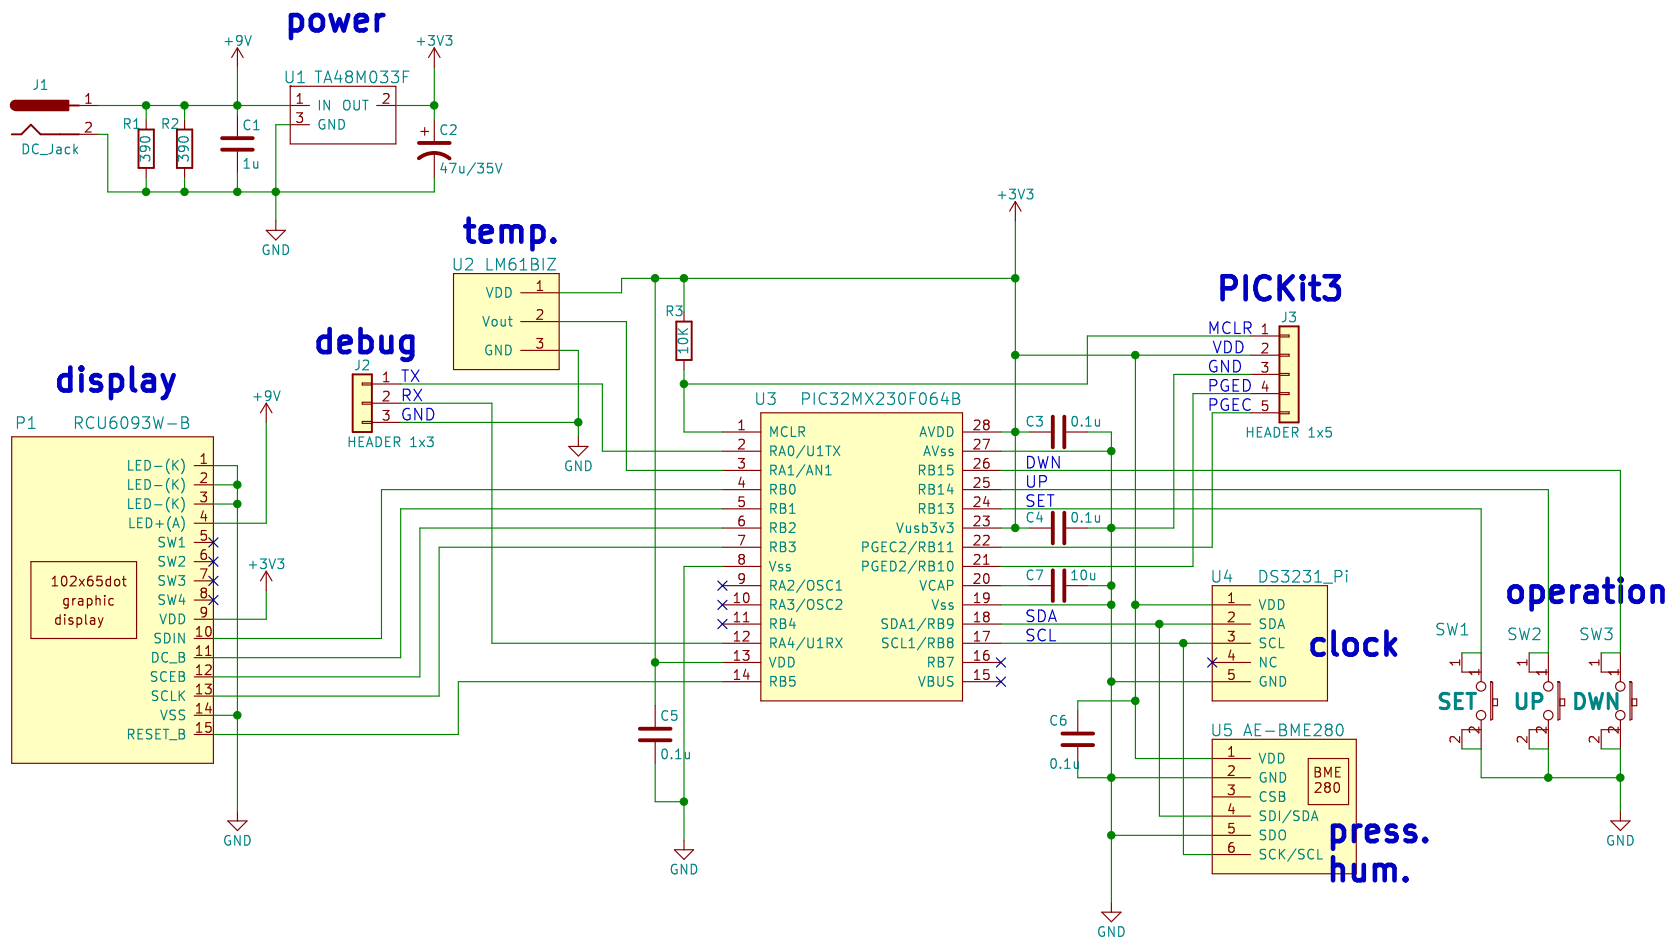 power
+9V
+3V3
J1
1
2
DC_Jack
R1
390
R2
390
C1
1u
U1 TA48M033F
1 IN OUT 2
3 GND
+
C2
47u/35V
GND
temp.
U2 LM61BIZ
VDD 1
Vout 2
GND 3
+3V3
R3
10K
GND
debug
J2
1 TX
2 RX
3 GND
HEADER 1x3
PICKit3
J3
MCLR 1
VDD 2
GND 3
PGED 4
PGEC 5
HEADER 1x5
display
+9V
P1 RCU6093W-B
LED-(K) 1
LED-(K) 2
LED-(K) 3
LED+(A) 4
SW1 5
SW2 6
SW3 7
SW4 8
VDD 9
SDIN 10
DC_B 11
SCEB 12
SCLK 13
VSS 14
RESET_B 15
102x65dot
graphic
display
+3V3
GND
U3 PIC32MX230F064B
1 MCLR
2 RA0/U1TX
3 RA1/AN1
4 RB0
5 RB1
6 RB2
7 RB3
8 Vss
9 RA2/OSC1
10 RA3/OSC2
11 RB4
12 RA4/U1RX
13 VDD
14 RB5
AVDD 28
AVss 27
RB15 26
RB14 25
RB13 24
Vusb3v3 23
PGEC2/RB11 22
PGED2/RB10 21
VCAP 20
Vss 19
SDA1/RB9 18
SCL1/RB8 17
RB7 16
VBUS 15
C3 0.1u
DWN
UP
SET
C4 0.1u
C7 10u
SDA
SCL
C5
0.1u
GND
C6
0.1u
GND
U4 DS3231_Pi
1 VDD
2 SDA
3 SCL
4 NC
5 GND
clock
U5 AE-BME280
1 VDD
2 GND
3 CSB
4 SDI/SDA
5 SDO
6 SCK/SCL
BME
280
press.
hum.
operation
SW1
1
1
SET
2
2
SW2
1
1
UP
2
2
SW3
1
1
DWN
2
2
GND